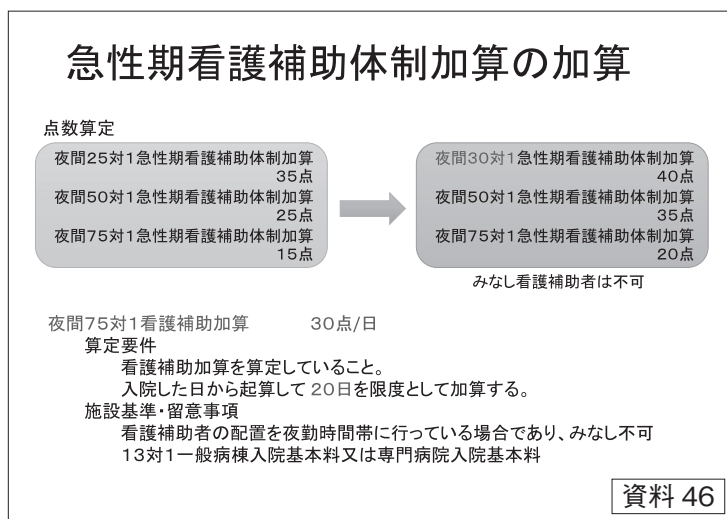 急性期看護補助体制加算の加算
点数算定
夜間25対1急性期看護補助体制加算
35点
夜間50対1急性期看護補助体制加算
25点
夜間75対1急性期看護補助体制加算
15点
夜間30対1急性期看護補助体制加算
40点
夜間50対1急性期看護補助体制加算
35点
夜間75対1急性期看護補助体制加算
20点
みなし看護補助者は不可
夜間75対1看護補助加算 30点/日
算定要件
看護補助加算を算定していること。
入院した日から起算して20日を限度として加算する。
施設基準・留意事項
看護補助者の配置を夜勤時間帯に行っている場合であり、みなし不可
13対1一般病棟入院基本料又は専門病院入院基本料
資料 46